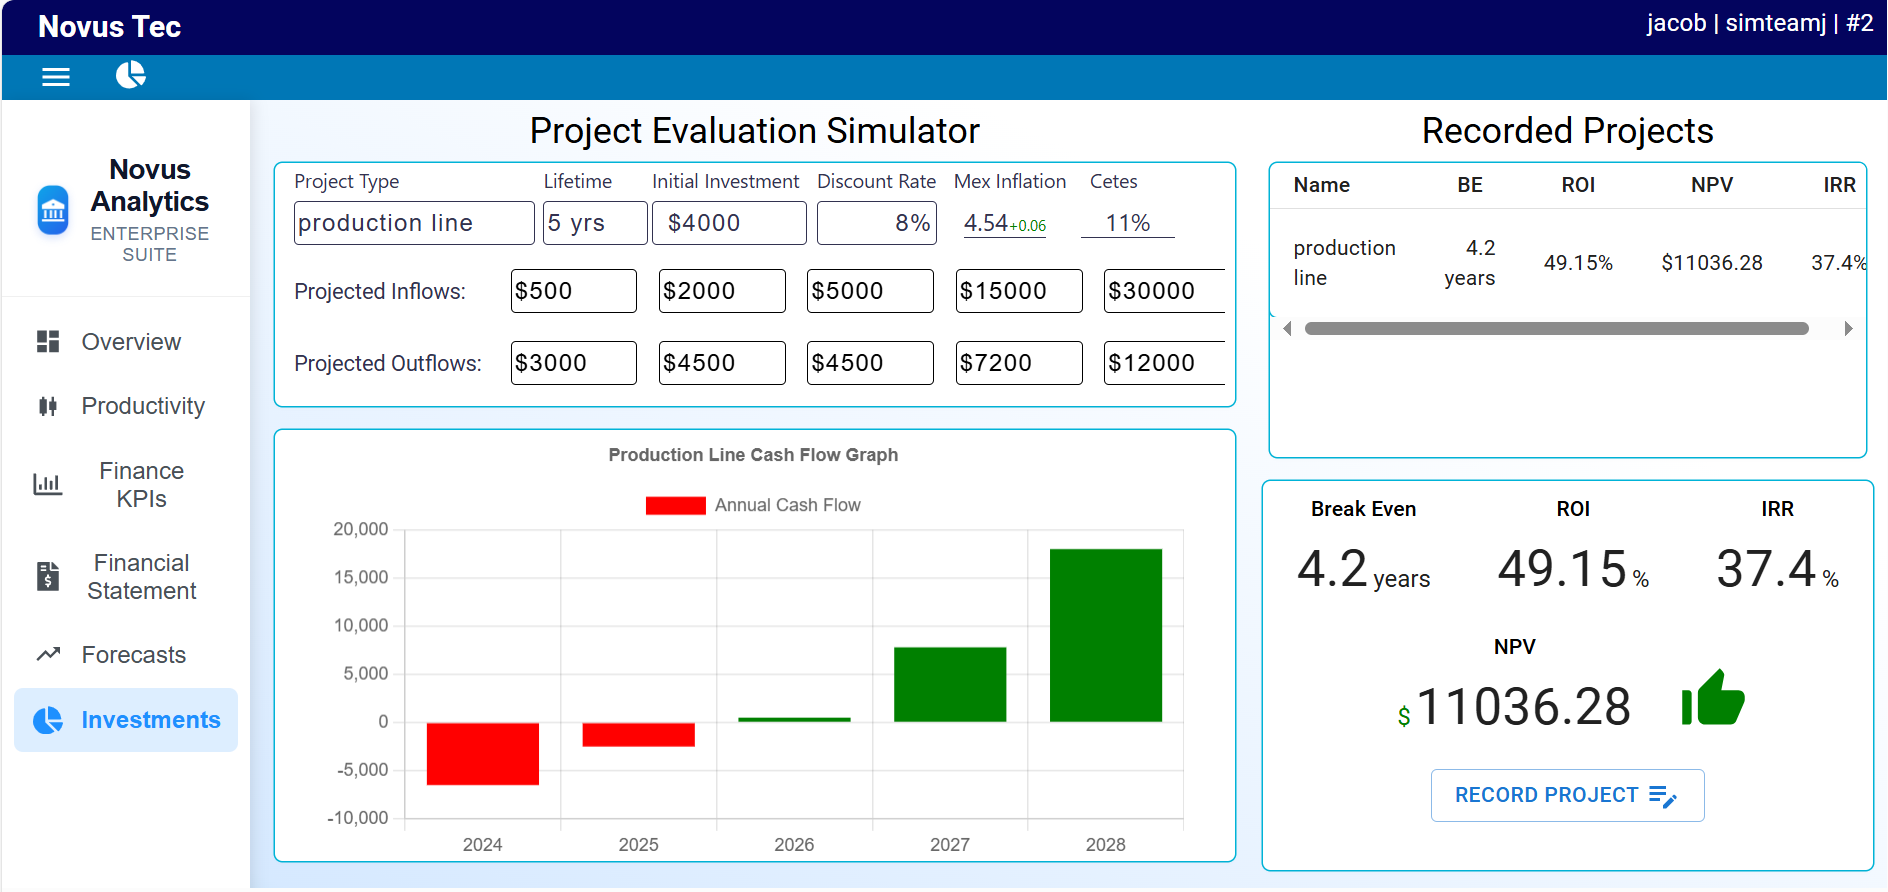 Novus Tec
jacob | simteamj | #2
Novus
Analytics
ENTERPRISE
SUITE
Overview
Productivity
Finance
KPIs
Financial
Statement
Forecasts
Investments
Project Evaluation Simulator
Project Type Lifetime Initial Investment Discount Rate Mex Inflation Cetes
production line 5 yrs $4000 8% 4.54+0.06 11%
Projected Inflows: $500 $2000 $5000 $15000 $30000
Projected Outflows: $3000 $4500 $4500 $7200 $12000
Production Line Cash Flow Graph
Annual Cash Flow
20,000
15,000
10,000
5,000
0
-5,000
-10,000
2024 2025 2026 2027 2028
Recorded Projects
Name BE ROI NPV IRR
production line 4.2 years 49.15% $11036.28 37.4%
Break Even ROI IRR
4.2 years 49.15 % 37.4 %
NPV
$ 11036.28
RECORD PROJECT